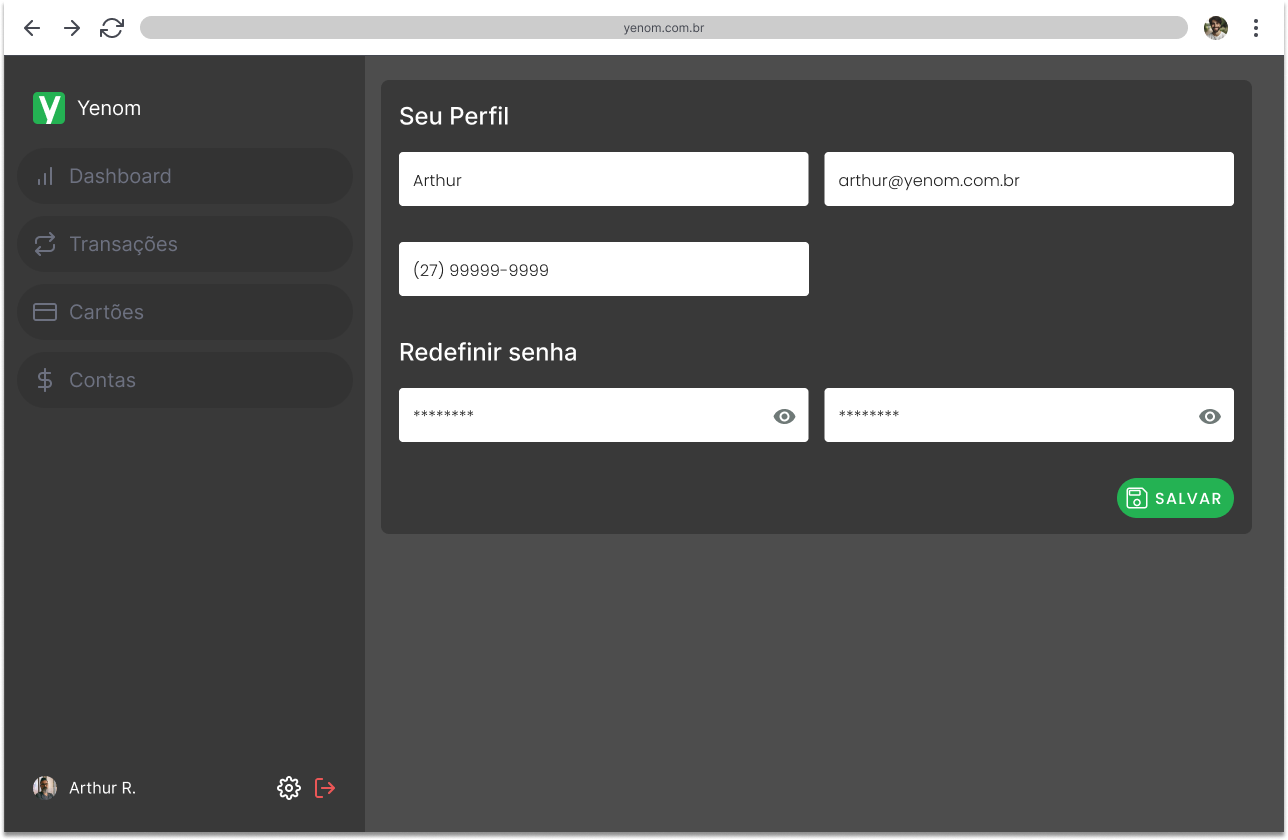 yenom.com.br
y Yenom
Dashboard
Transações
Cartões
Contas
Arthur R.
Seu Perfil
Arthur
arthur@yenom.com.br
(27) 99999-9999
Redefinir senha
********
********
SALVAR